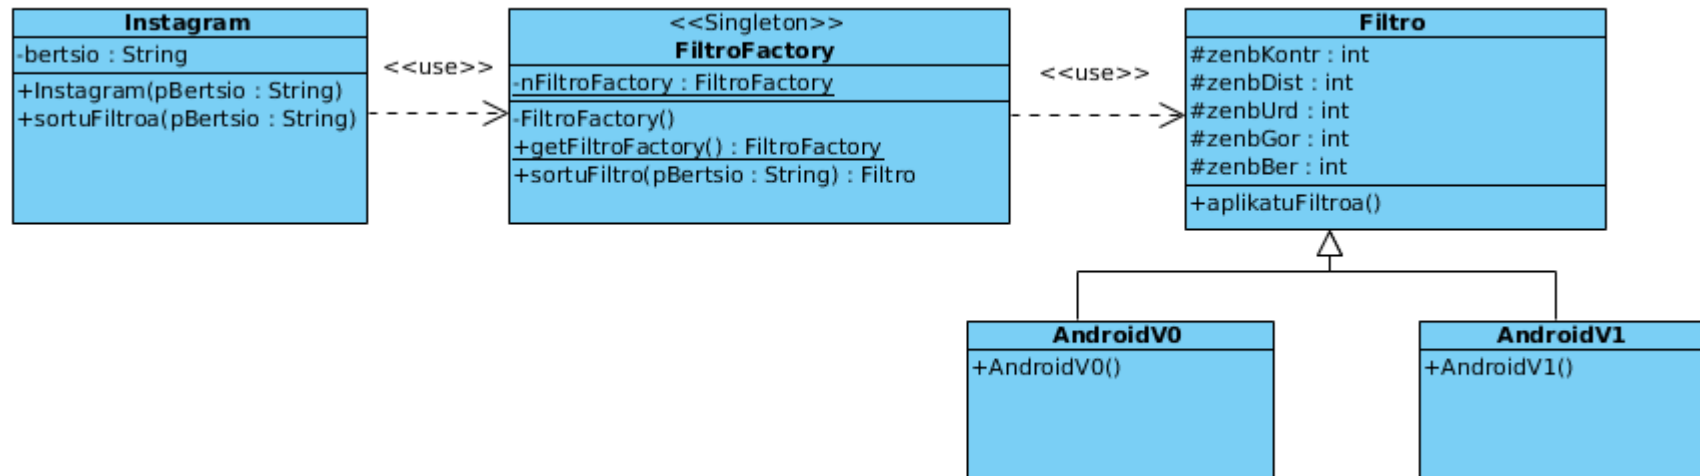 Instagram
-bertsio : String
+Instagram(pBertsio : String)
+sortuFiltroa(pBertsio : String)
<<use>>
<<Singleton>>
FiltroFactory
-nFiltroFactory : FiltroFactory
-FiltroFactory()
+getFiltroFactory() : FiltroFactory
+sortuFiltro(pBertsio : String) : Filtro
<<use>>
Filtro
#zenbKontr : int
#zenbDist : int
#zenbUrd : int
#zenbGor : int
#zenbBer : int
+aplikatuFiltroa()
AndroidV0
+AndroidV0()
AndroidV1
+AndroidV1()